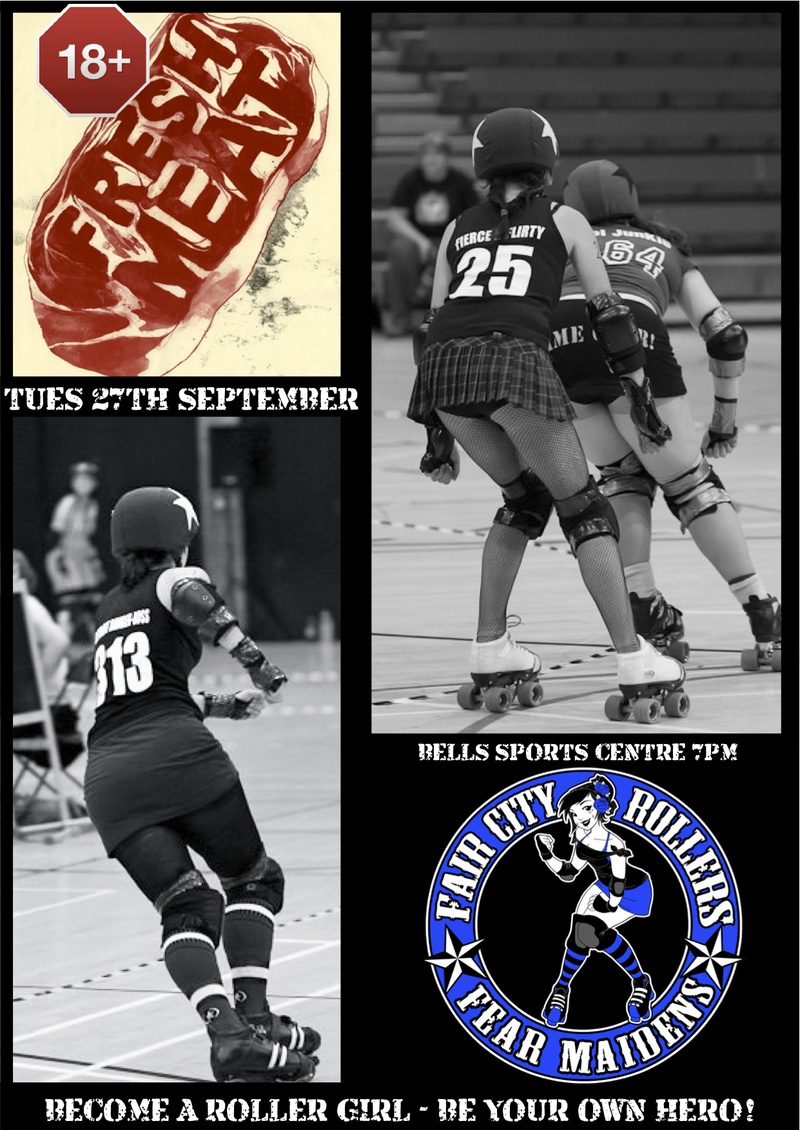 18+
FRESH
MEAT
TUES 27TH SEPTEMBER
FIERCE FLIRTY
25
64
313
BELLS SPORTS CENTRE 7PM
FAIR CITY ROLLERS
FEAR MAIDENS
BECOME A ROLLER GIRL - BE YOUR OWN HERO!